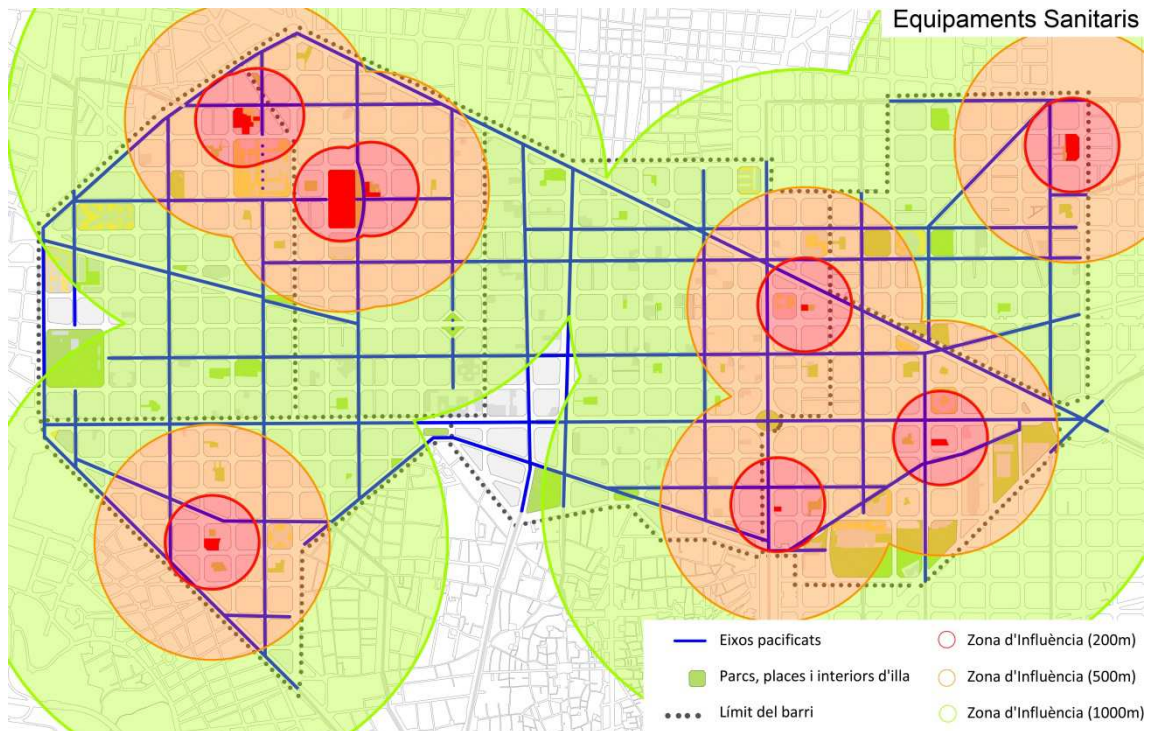 Equipaments Sanitaris
Eixos pacificats
Parcs, places i interiors d'illa
Límit del barri
Zona d'Influència (200m)
Zona d'Influència (500m)
Zona d'Influència (1000m)